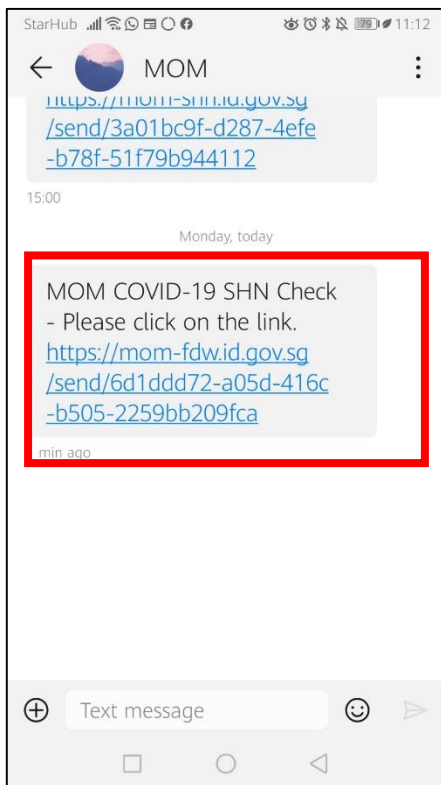 StarHub 79 11:12
MOM
https://mom-shn.id.gov.sg
/send/3a01bc9f-d287-4efe
-b78f-51f79b944112
15:00
Monday, today
MOM COVID-19 SHN Check
- Please click on the link.
https://mom-fdw.id.gov.sg
/send/6d1ddd72-a05d-416c
-b505-2259bb209fca
min ago
Text message